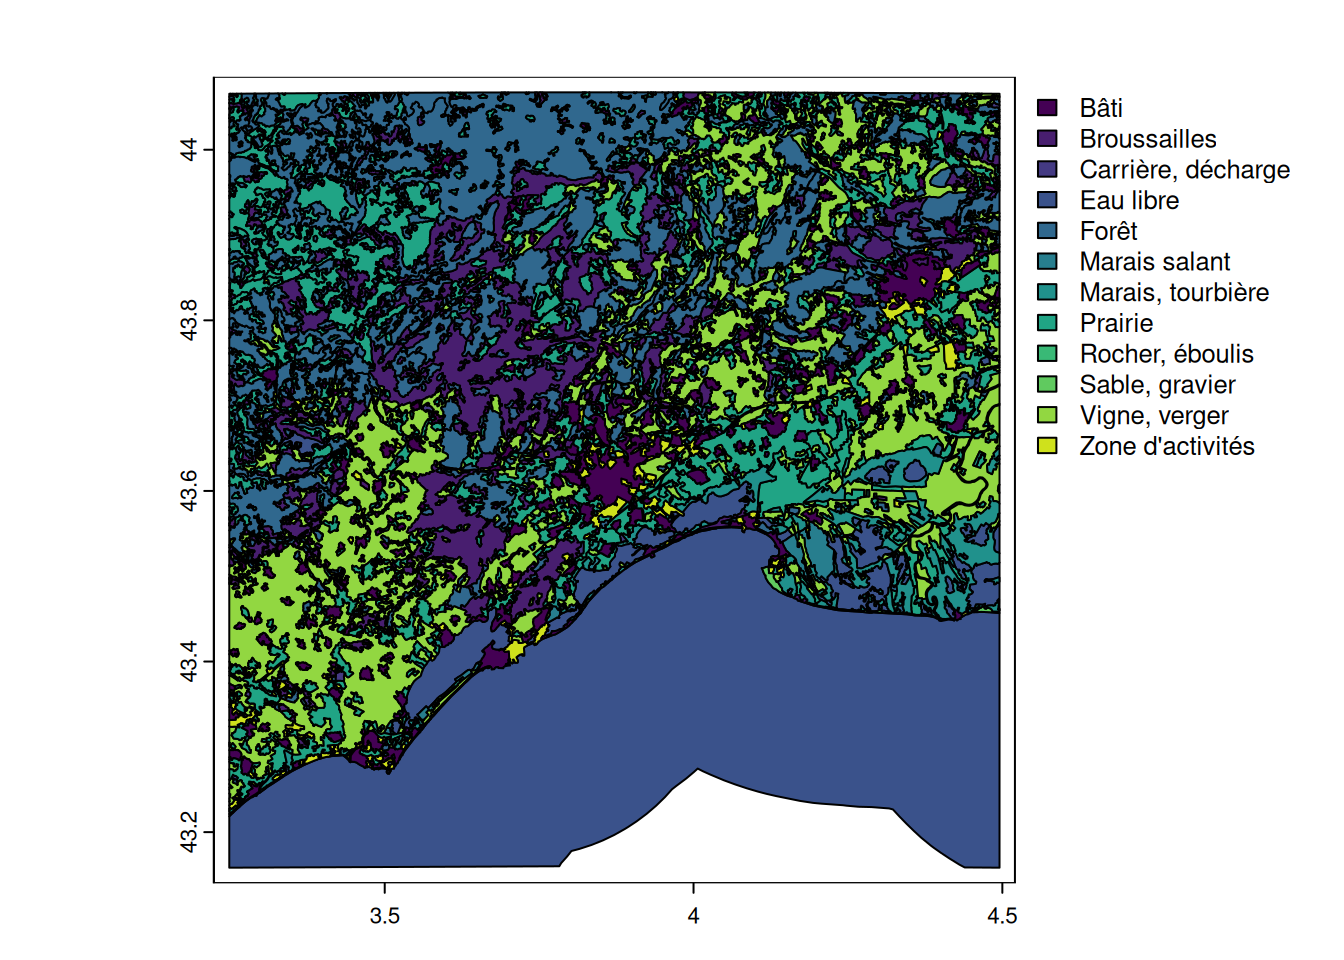 44
43.8
43.6
43.4
43.2
3.5
4
4.5
Bâti
Broussailles
Carrière, décharge
Eau libre
Forêt
Marais salant
Marais, tourbière
Prairie
Rocher, éboulis
Sable, gravier
Vigne, verger
Zone d'activités